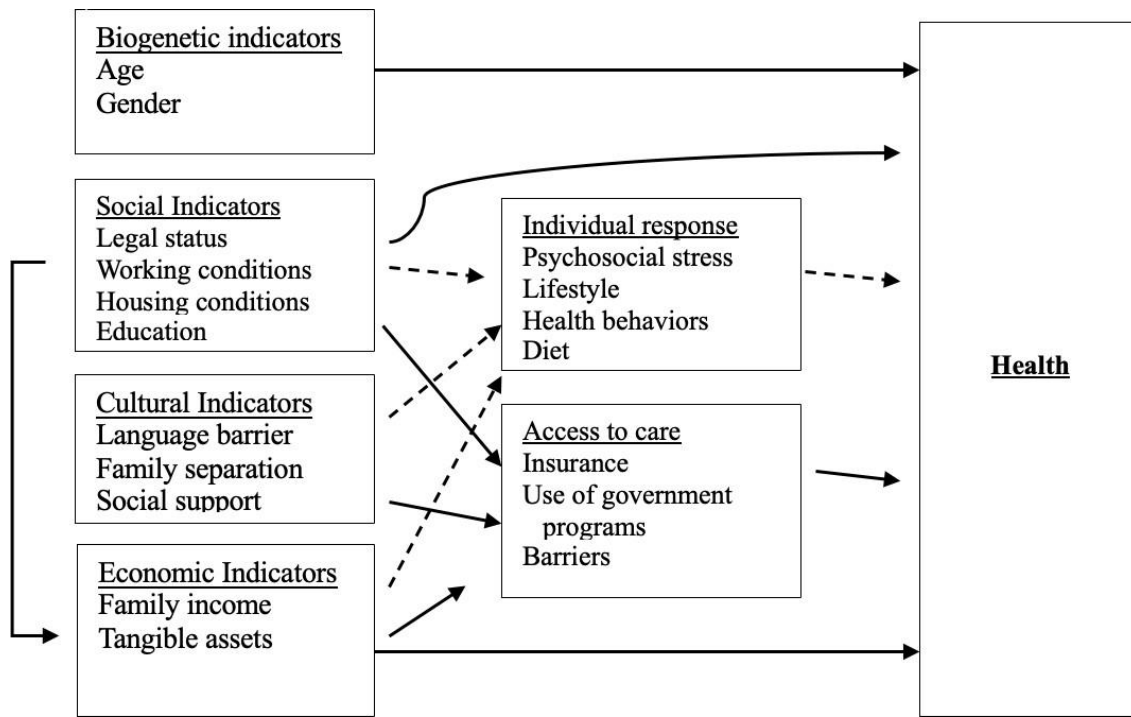 Biogenetic indicators
Age
Gender
Social Indicators
Legal status
Working conditions
Housing conditions
Education
Cultural Indicators
Language barrier
Family separation
Social support
Economic Indicators
Family income
Tangible assets
Individual response
Psychosocial stress
Lifestyle
Health behaviors
Diet
Access to care
Insurance
Use of government
programs
Barriers
Health